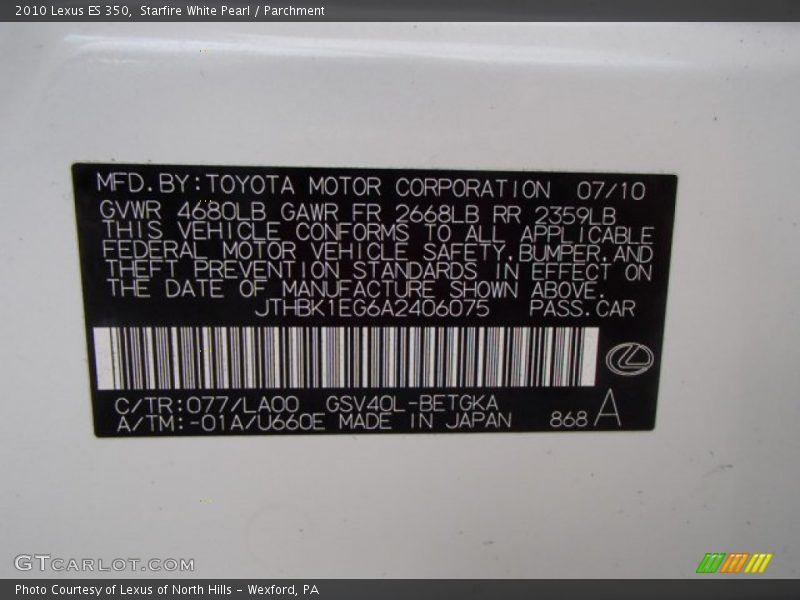 2010 Lexus ES 350, Starfire White Pearl / Parchment
MFD.BY:TOYOTA MOTOR CORPORATION 07/10
GVWR 4680LB GAWR FR 2668LB RR 2359LB
THIS VEHICLE CONFORMS TO ALL APPLICABLE
FEDERAL MOTOR VEHICLE SAFETY,BUMPER,AND
THEFT PREVENTION STANDARDS IN EFFECT ON
THE DATE OF MANUFACTURE SHOWN ABOVE.
JTHBK1EG6A2406075 PASS.CAR
C/TR:077/LA00 GSV40L-BETGKA
A/TM:-01A/U660E MADE IN JAPAN 868 A
GTCARLOT.COM
Photo Courtesy of Lexus of North Hills - Wexford, PA